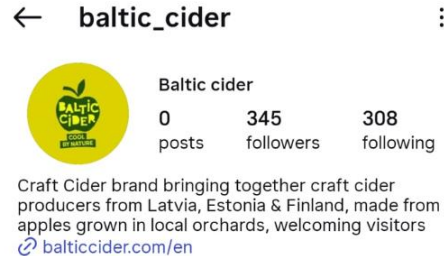 baltic_cider
BALTIC
CIDER
COOL
BY NATURE
Baltic cider
0 345 308
posts followers following
Craft Cider brand bringing together craft cider
producers from Latvia, Estonia & Finland, made from
apples grown in local orchards, welcoming visitors
balticcider.com/en